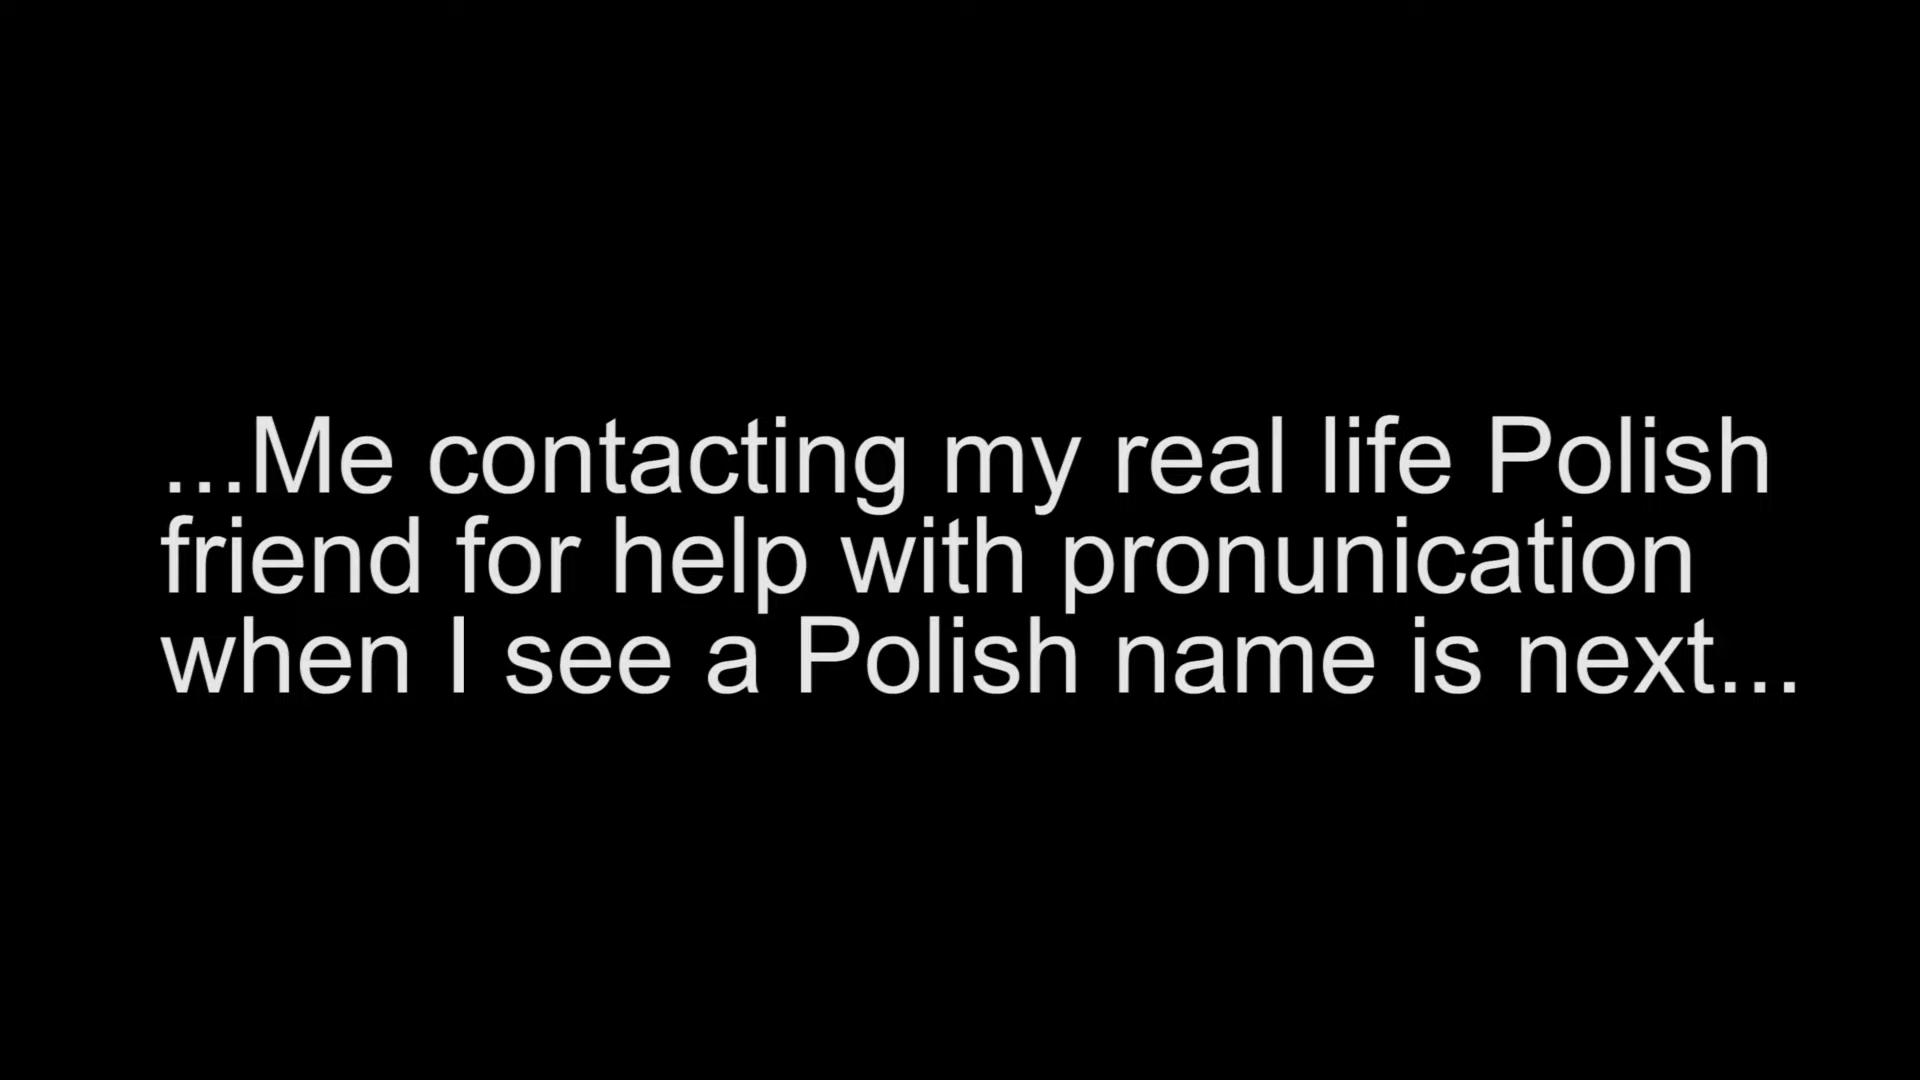 ...Me contacting my real life Polish
friend for help with pronunication
when I see a Polish name is next...